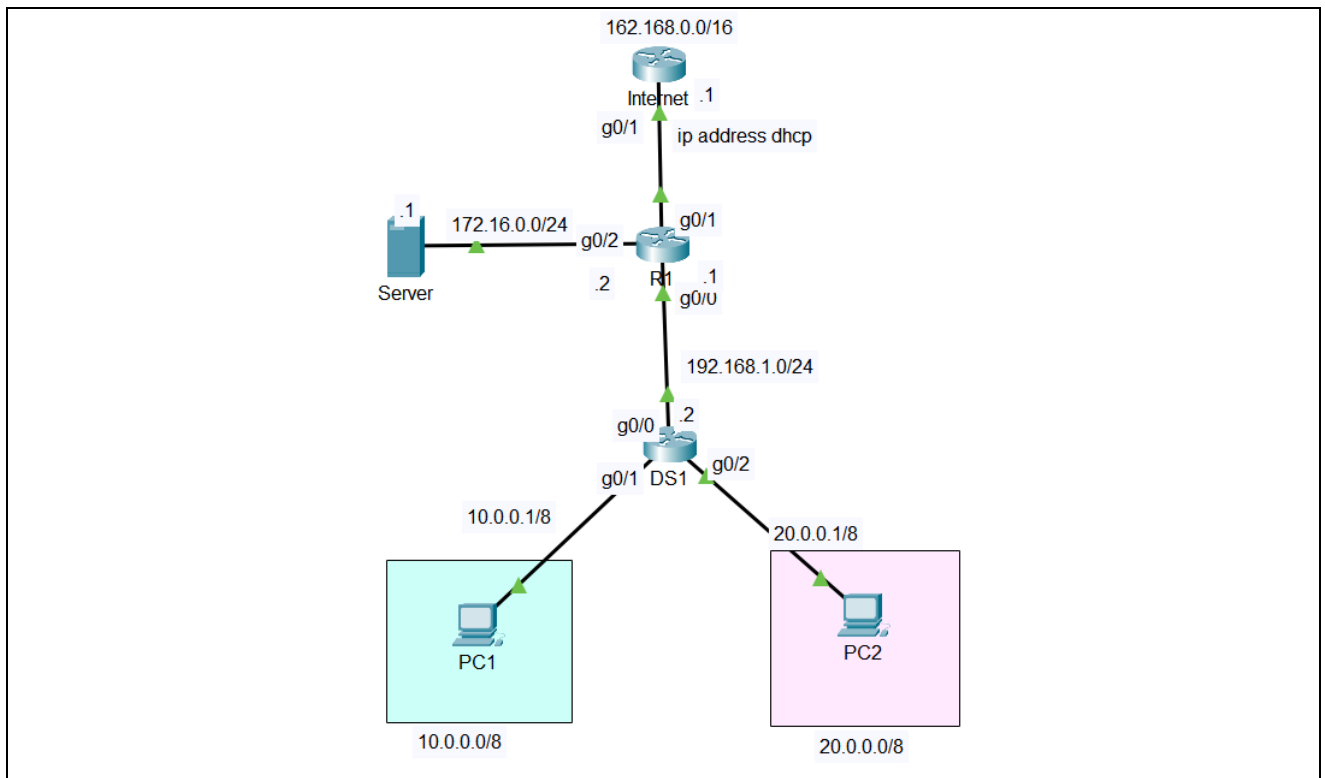 162.168.0.0/16
Internet .1
g0/1
ip address dhcp
.1
172.16.0.0/24
g0/1
g0/2
Server
.2
R1
.1
g0/0
192.168.1.0/24
g0/0
.2
g0/1
DS1
g0/2
10.0.0.1/8
20.0.0.1/8
PC1
PC2
10.0.0.0/8
20.0.0.0/8